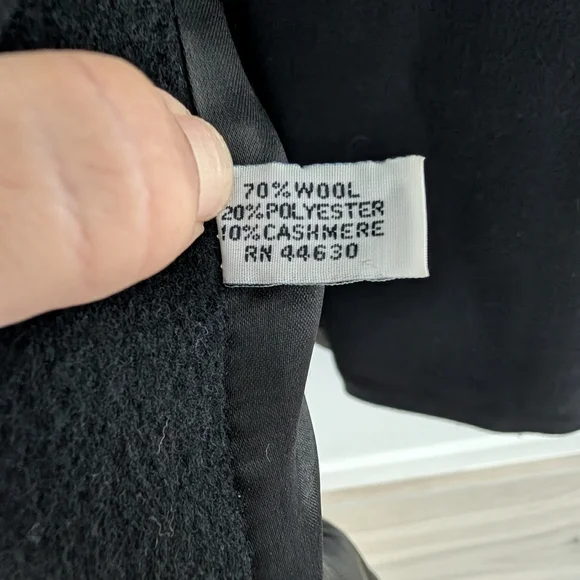 70% WOOL
20% POLYESTER
10% CASHMERE
RN 44630